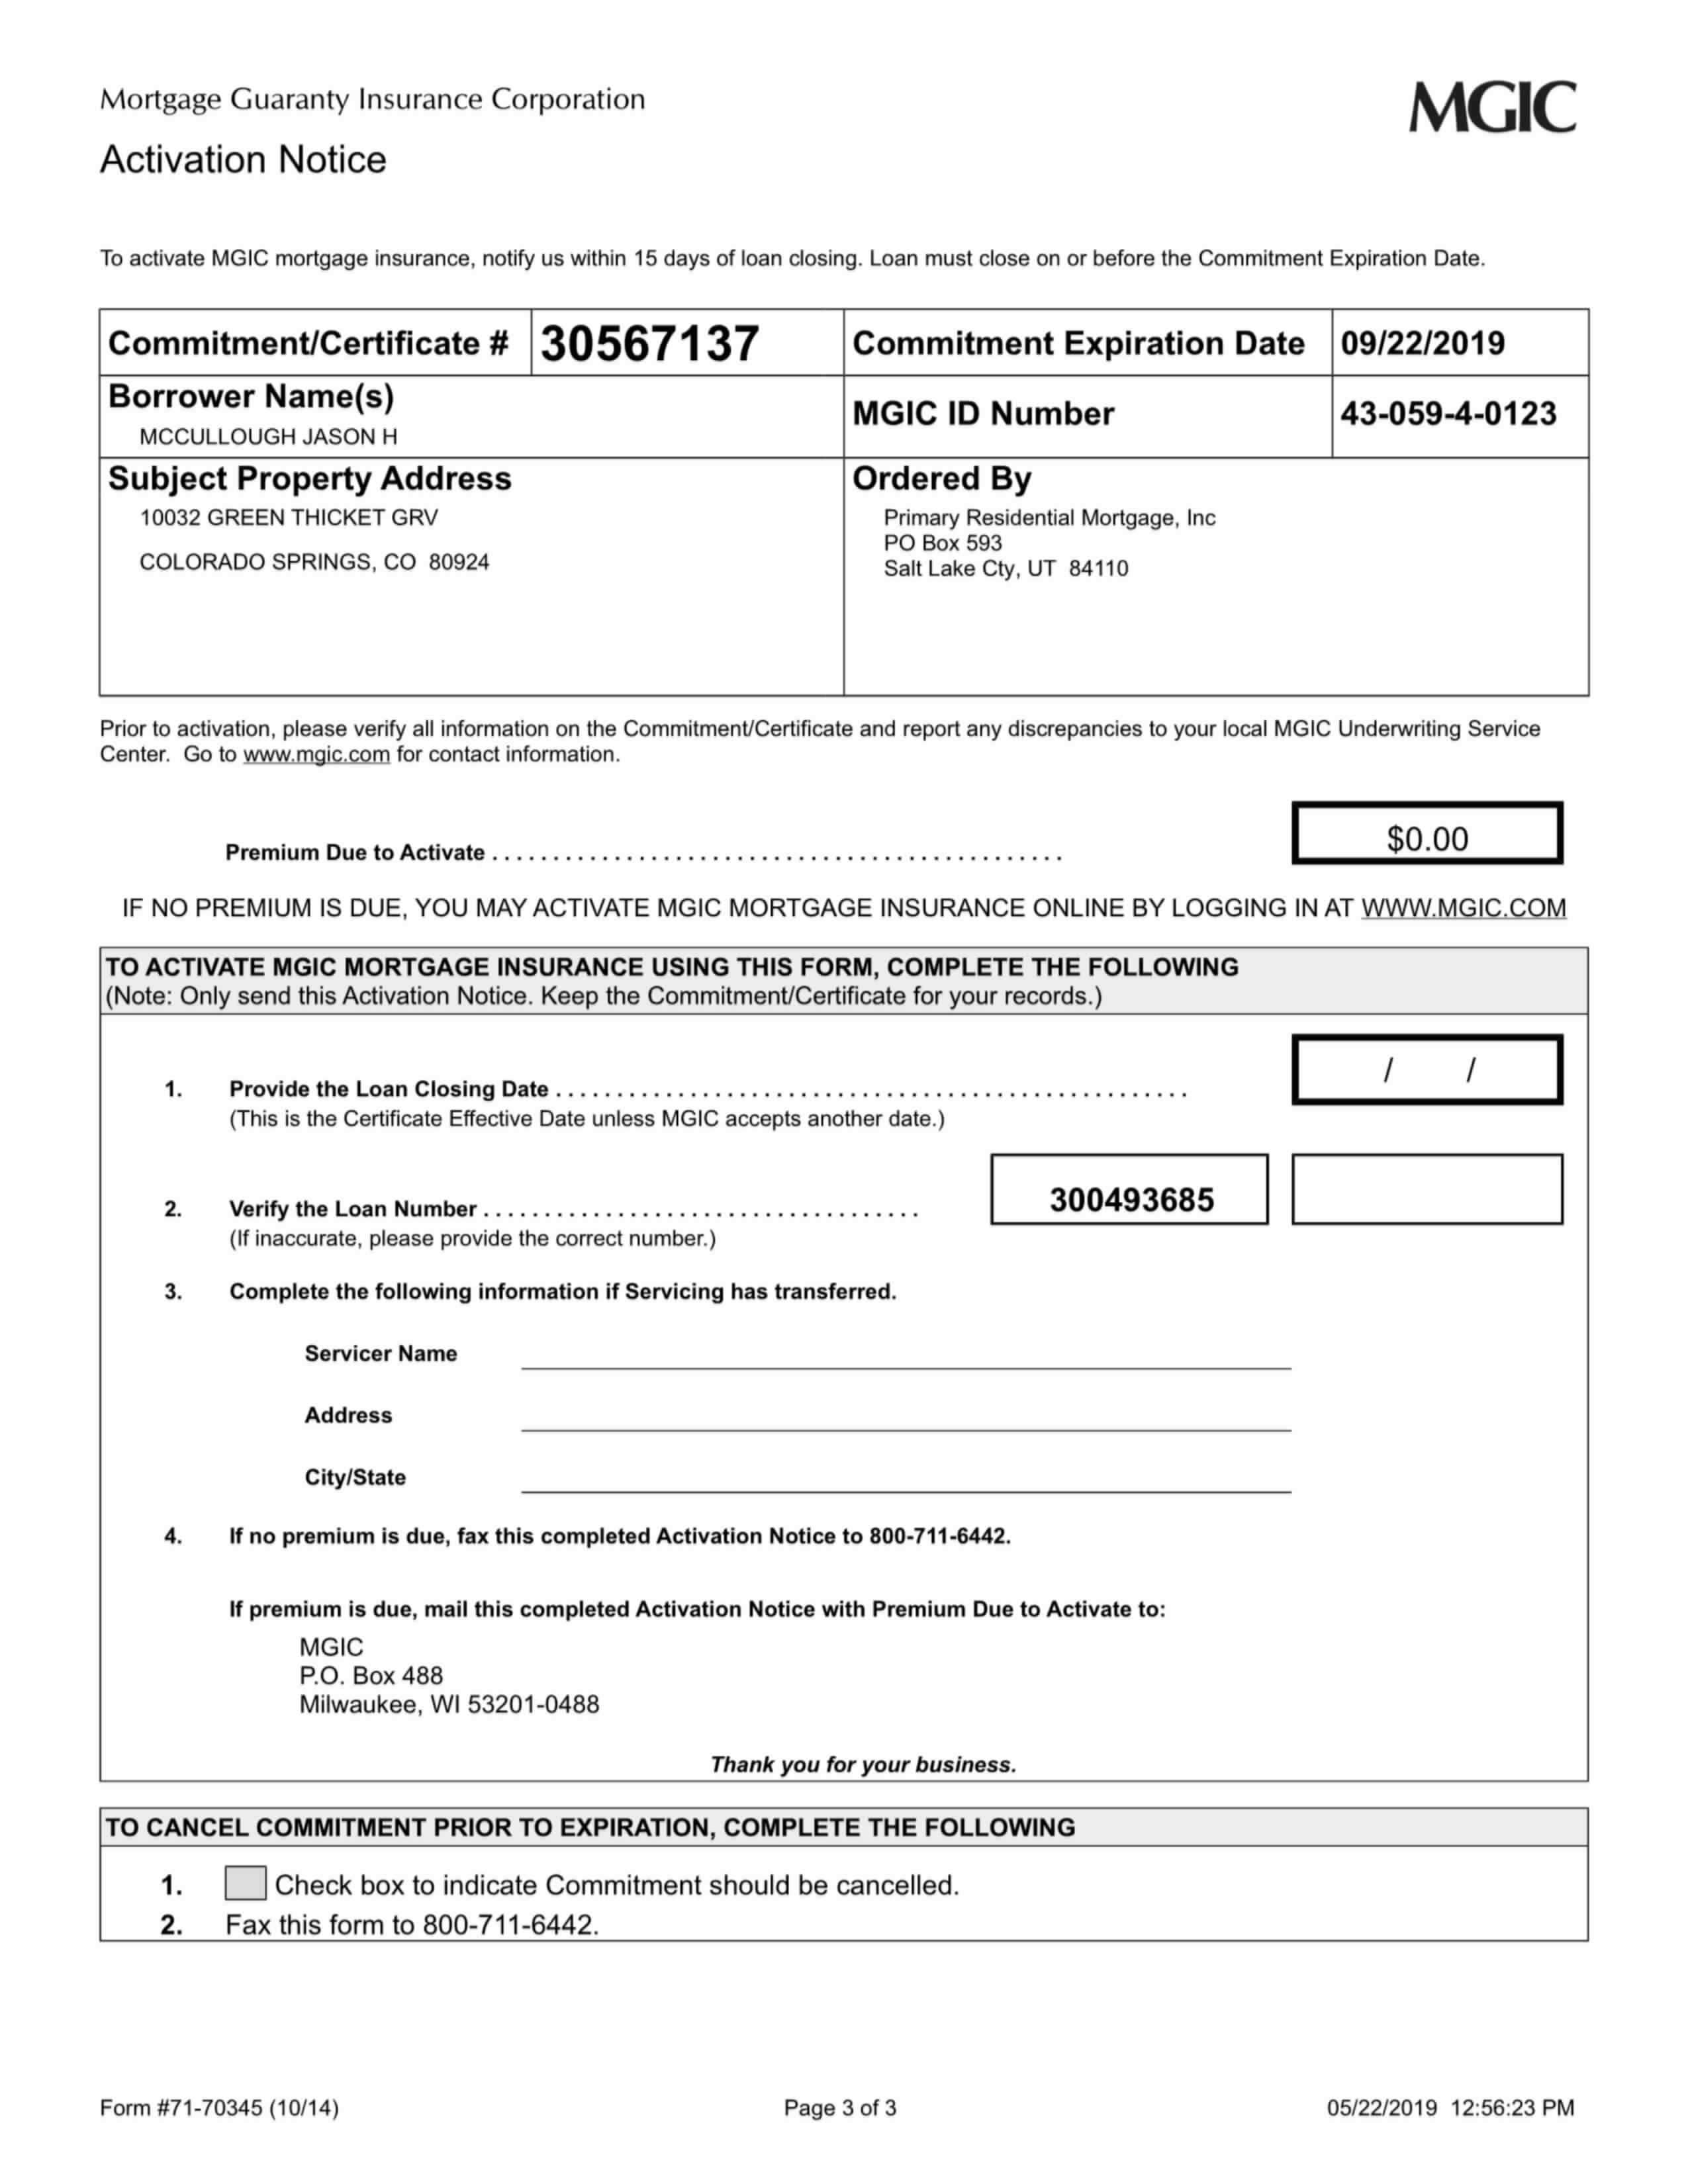 Mortgage Guaranty Insurance Corporation
MGIC
Activation Notice
To activate MGIC mortgage insurance, notify us within 15 days of loan closing. Loan must close on or before the Commitment Expiration Date.
Commitment/Certificate # 30567137 Commitment Expiration Date 09/22/2019
Borrower Name(s)
MCCULLOUGH JASON H
MGIC ID Number 43-059-4-0123
Subject Property Address
10032 GREEN THICKET GRV
COLORADO SPRINGS, CO 80924
Ordered By
Primary Residential Mortgage, Inc
PO Box 593
Salt Lake Cty, UT 84110
Prior to activation, please verify all information on the Commitment/Certificate and report any discrepancies to your local MGIC Underwriting Service
Center. Go to www.mgic.com for contact information.
Premium Due to Activate . . . . . . . . . . . . . . . . . . . . . . . . . . . . . . . . . . . . . . . . . . . . . . . $0.00
IF NO PREMIUM IS DUE, YOU MAY ACTIVATE MGIC MORTGAGE INSURANCE ONLINE BY LOGGING IN AT WWW.MGIC.COM
TO ACTIVATE MGIC MORTGAGE INSURANCE USING THIS FORM, COMPLETE THE FOLLOWING
(Note: Only send this Activation Notice. Keep the Commitment/Certificate for your records.)
1. Provide the Loan Closing Date . . . . . . . . . . . . . . . . . . . . . . . . . . . . . . . . . . . . . . . . . . . . . . . . . . . . / /
(This is the Certificate Effective Date unless MGIC accepts another date.)
2. Verify the Loan Number . . . . . . . . . . . . . . . . . . . . . . . . . . . . . . . . . . . . 300493685
(If inaccurate, please provide the correct number.)
3. Complete the following information if Servicing has transferred.
Servicer Name
Address
City/State
4. If no premium is due, fax this completed Activation Notice to 800-711-6442.
If premium is due, mail this completed Activation Notice with Premium Due to Activate to:
MGIC
P.O. Box 488
Milwaukee, WI 53201-0488
Thank you for your business.
TO CANCEL COMMITMENT PRIOR TO EXPIRATION, COMPLETE THE FOLLOWING
1. Check box to indicate Commitment should be cancelled.
2. Fax this form to 800-711-6442.
Form #71-70345 (10/14) Page 3 of 3 05/22/2019 12:56:23 PM